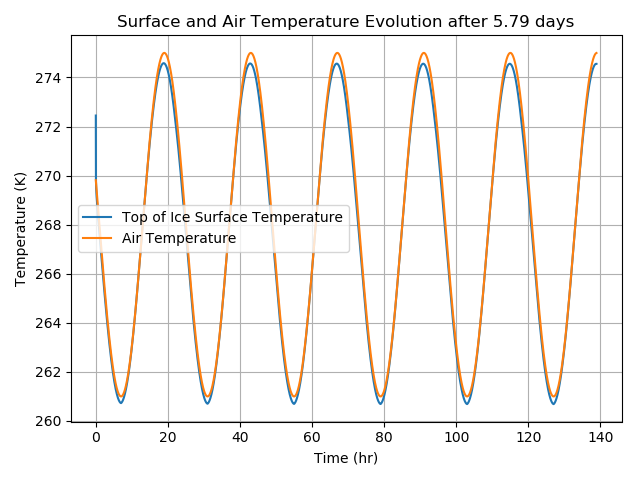 Surface and Air Temperature Evolution after 5.79 days
Temperature (K)
274
272
270
268
266
264
262
260
Top of Ice Surface Temperature
Air Temperature
0 20 40 60 80 100 120 140
Time (hr)